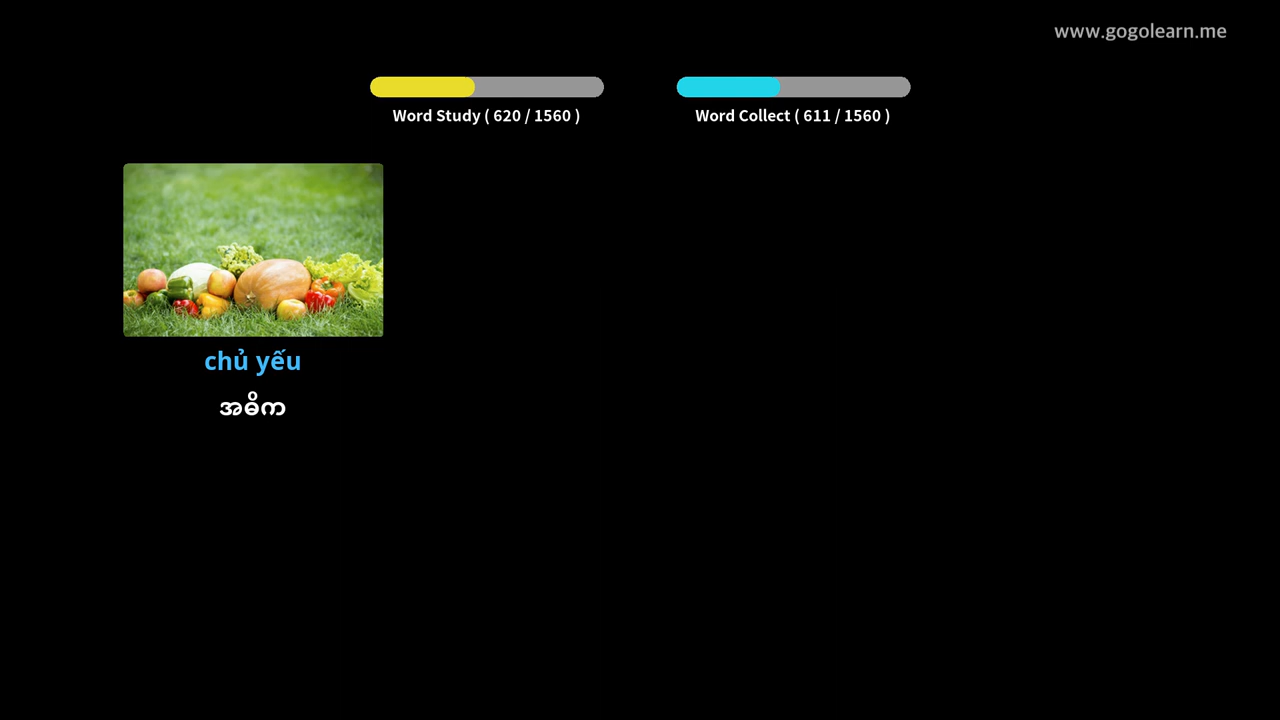 www.gogolearn.me
Word Study ( 620 / 1560 )
Word Collect ( 611 / 1560 )
chủ yếu
အဓိက